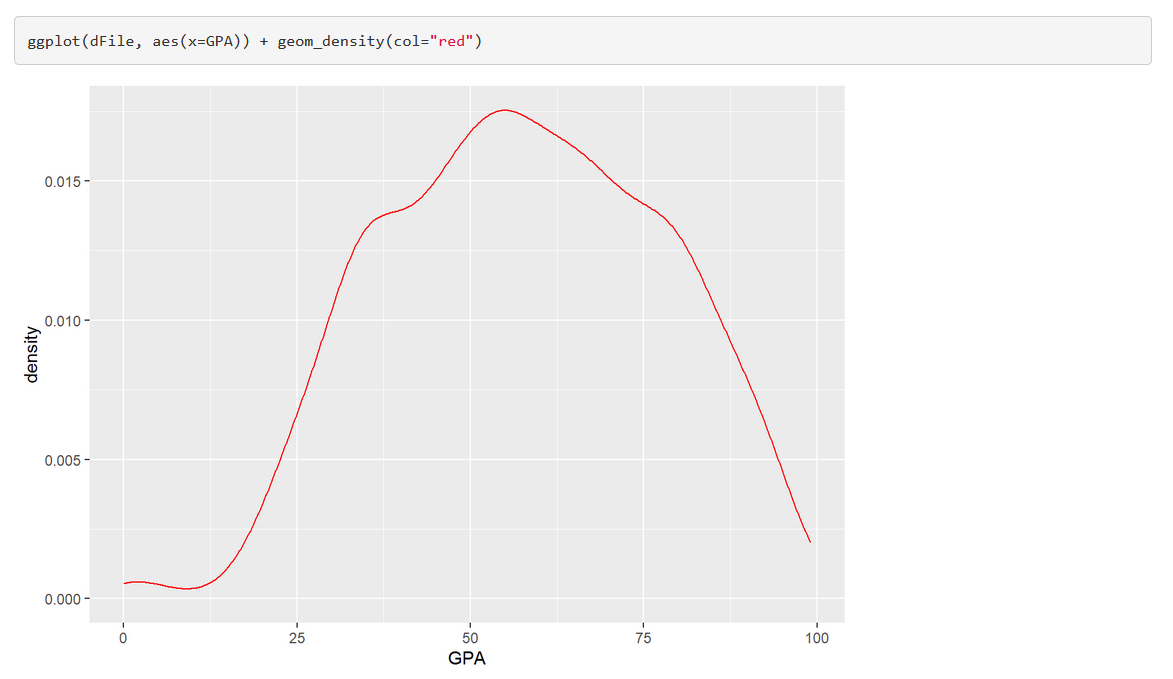 ggplot(dFile, aes(x=GPA)) + geom_density(col="red")
0.015
0.010
0.005
0.000
density
0 25 50 75 100
GPA